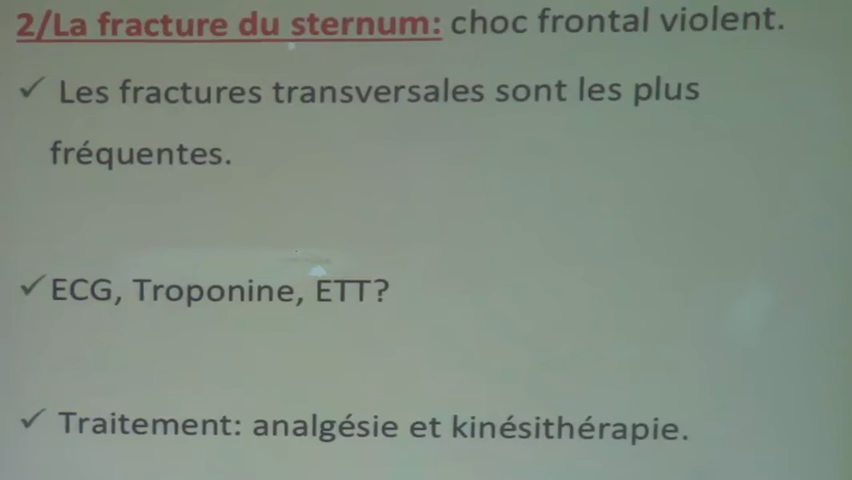 2/La fracture du sternum: choc frontal violent.
✓ Les fractures transversales sont les plus
fréquentes.
✓ ECG, Troponine, ETT?
✓ Traitement: analgésie et kinésithérapie.